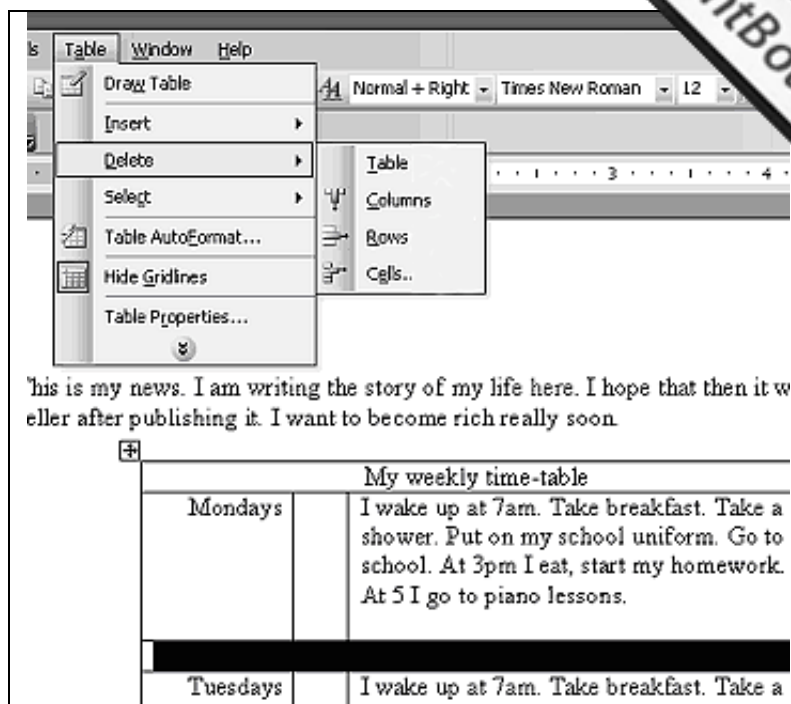 ls Table Window Help
Draw Table
Normal + Right Times New Roman 12
Insert
Delete
Table
3 4
Select
Columns
Table AutoFormat...
Rows
Hide Gridlines
Cells..
Table Properties...
his is my news. I am writing the story of my life here. I hope that then it w
eller after publishing it. I want to become rich really soon.
My weekly time-table
Mondays
I wake up at 7am. Take breakfast. Take a
shower. Put on my school uniform. Go to
school. At 3pm I eat, start my homework.
At 5 I go to piano lessons.
Tuesdays
I wake up at 7am. Take breakfast. Take a